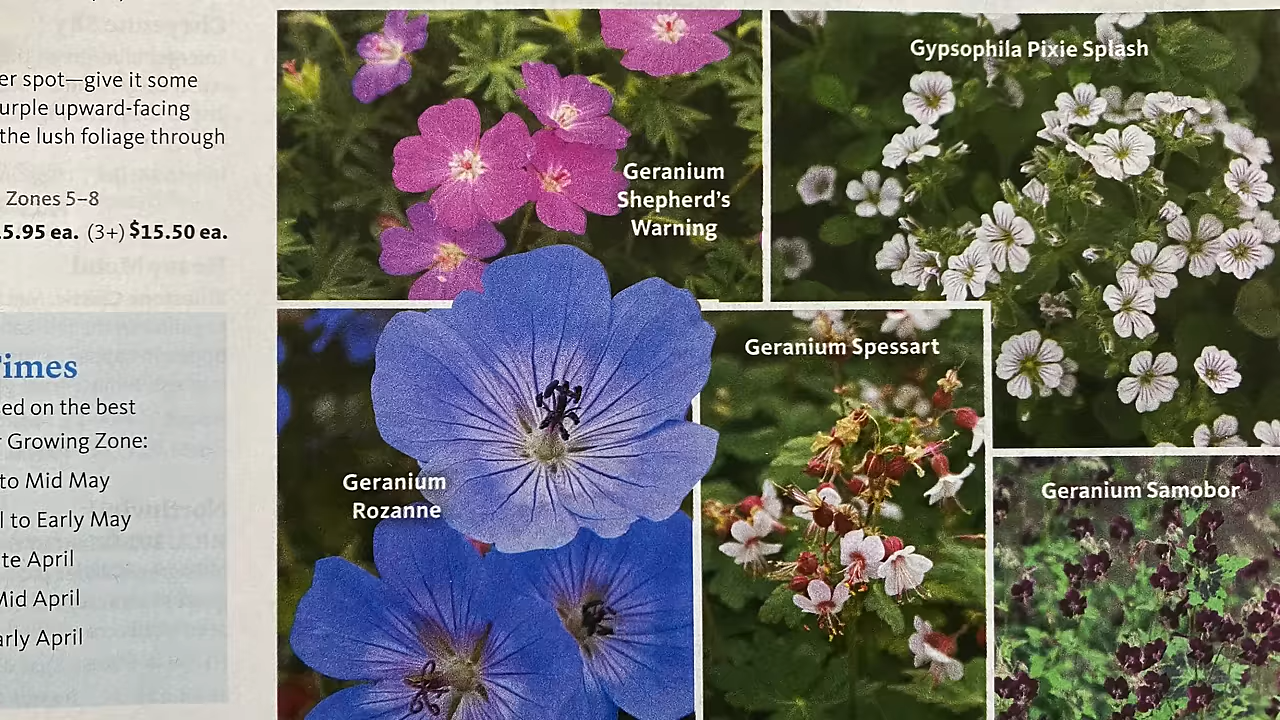 er spot—give it some
urple upward-facing
the lush foliage through
Zones 5–8
5.95 ea. (3+) $15.50 ea.
imes
ed on the best
Growing Zone:
to Mid May
l to Early May
te April
Mid April
arly April
Geranium
Shepherd's
Warning
Gypsophila Pixie Splash
Geranium
Rozanne
Geranium Spessart
Geranium Samobor